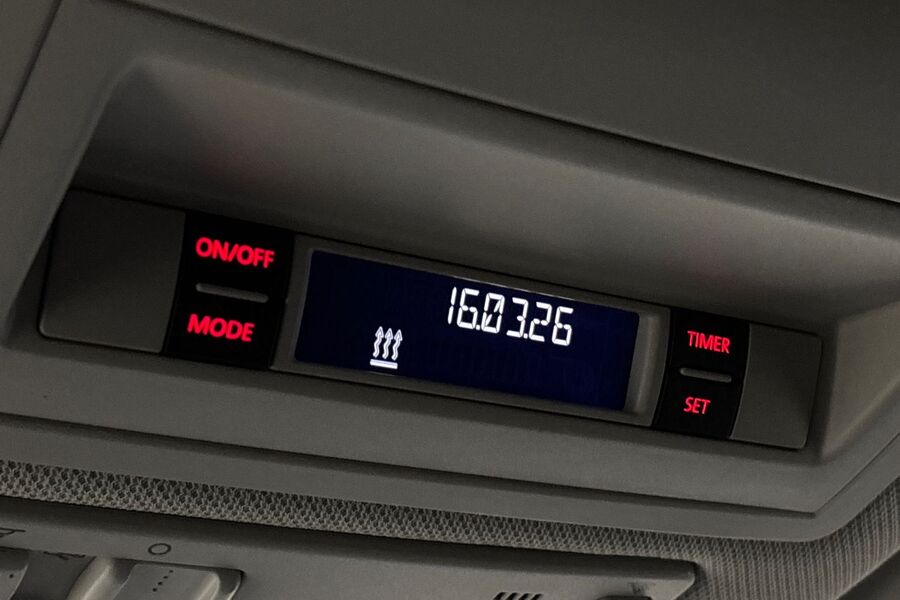 ON/OFF
MODE
16.03.26
TIMER
SET